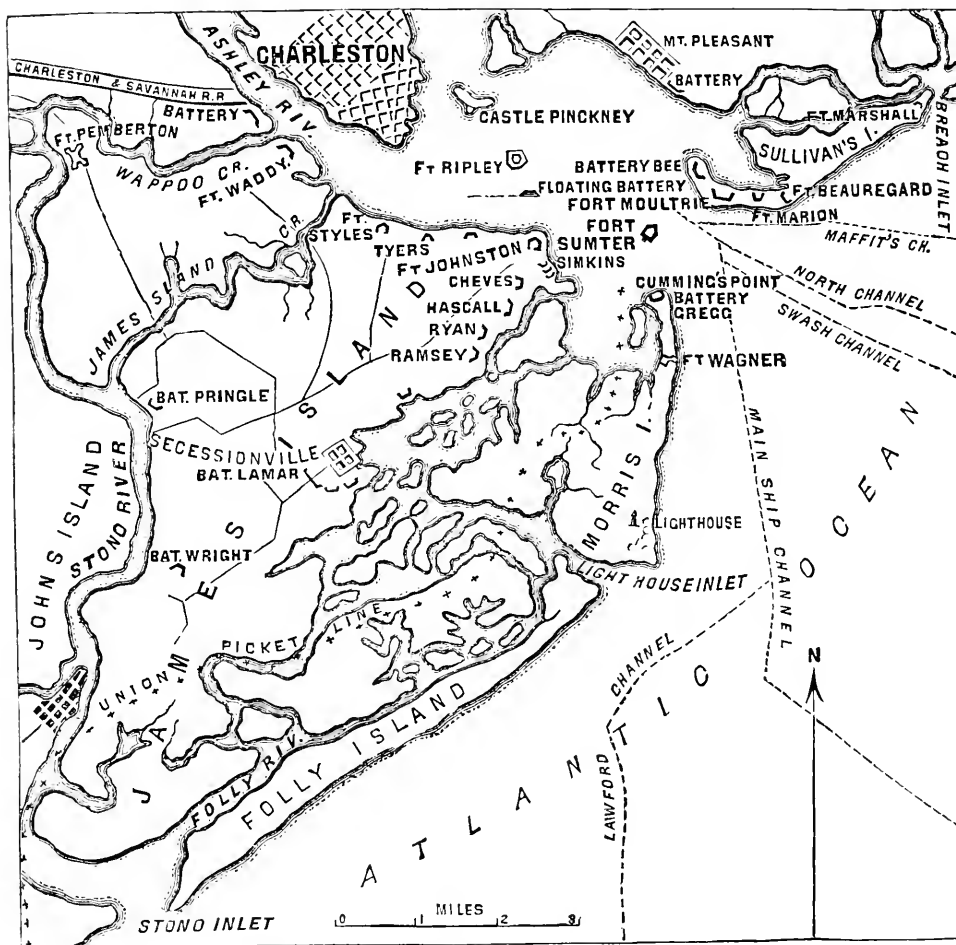 CHARLESTON
MT. PLEASANT
BATTERY
ASHLEY RIV.
CHARLESTON & SAVANNAH R.R
BATTERY
CASTLE PINCKNEY
FT. MARSHALL
SULLIVAN'S I.
BREACH INLET
FT. PEMBERTON
WAPPOO CR.
FT. WADDY
FT RIPLEY
BATTERY BEE
FLOATING BATTERY
FORT MOULTRIE
FT. BEAUREGARD
FT. MARION
MAFFIT'S CH.
FT.
STYLES
TYERS
FORT
SUMTER
SIMKINS
FT JOHNSTON
CHEVES
HASCALL
RYAN
RAMSEY
CUMMINGS POINT
BATTERY
GREGG
NORTH CHANNEL
SWASH CHANNEL
FT WAGNER
JAMES ISLAND CR.
BAT. PRINGLE
SECESSIONVILLE
BAT. LAMAR
MORRIS I.
MAIN SHIP CHANNEL
LIGHTHOUSE
JOHNS ISLAND
STONO RIVER
BAT. WRIGHT
LIGHT HOUSE INLET
JAMES ISLAND
UNION PICKET LINE
LAWFORD CHANNEL
N
FOLLY RIV.
FOLLY ISLAND
ATLANTIC OCEAN
STONO INLET
MILES
0 1 2 3